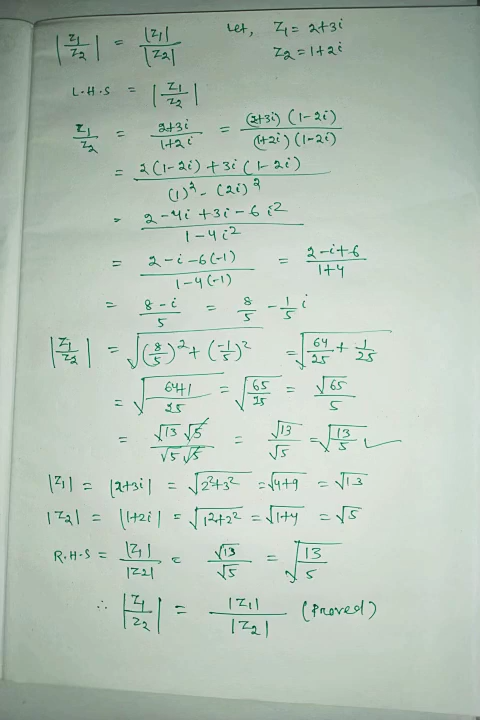 |z₁/z₂| = |z₁|/|z₂| Let, z₁ = 2+3i
z₂ = 1+2i
L.H.S = |z₁/z₂|
z₁/z₂ = (2+3i)/(1+2i) = (2+3i)(1-2i)/(1+2i)(1-2i)
= (2(1-2i)+3i(1-2i))/((1)²-(2i)²)
= (2-4i+3i-6i²)/(1-4i²)
= (2-i-6(-1))/(1-4(-1)) = (2-i+6)/(1+4)
= (8-i)/5 = 8/5 - 1/5 i
|z₁/z₂| = √((8/5)²+(-1/5)²) = √(64/25+1/25)
= √((64+1)/25) = √(65/25) = √65/5
= √13 √5/√5 √5 = √13/√5 = √(13/5)
|z₁| = |2+3i| = √(2²+3²) = √(4+9) = √13
|z₂| = |1+2i| = √(1²+2²) = √(1+4) = √5
R.H.S = |z₁|/|z₂| = √13/√5 = √(13/5)
∴ |z₁/z₂| = |z₁|/|z₂| (Proved)